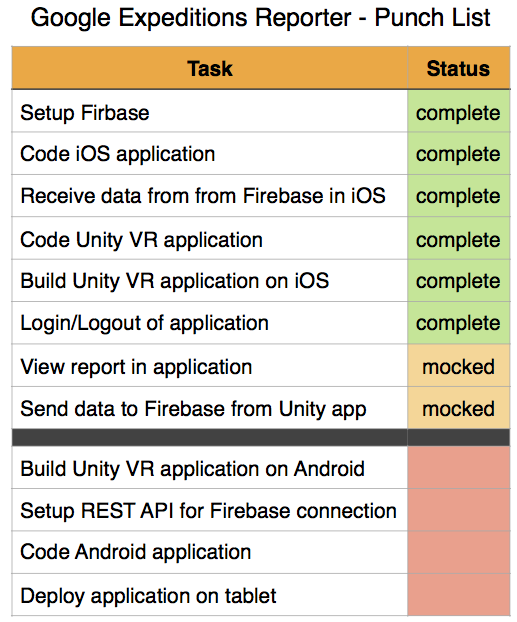 Google Expeditions Reporter - Punch List
Task Status
Setup Firbase complete
Code iOS application complete
Receive data from from Firebase in iOS complete
Code Unity VR application complete
Build Unity VR application on iOS complete
Login/Logout of application complete
View report in application mocked
Send data to Firebase from Unity app mocked
Build Unity VR application on Android
Setup REST API for Firebase connection
Code Android application
Deploy application on tablet